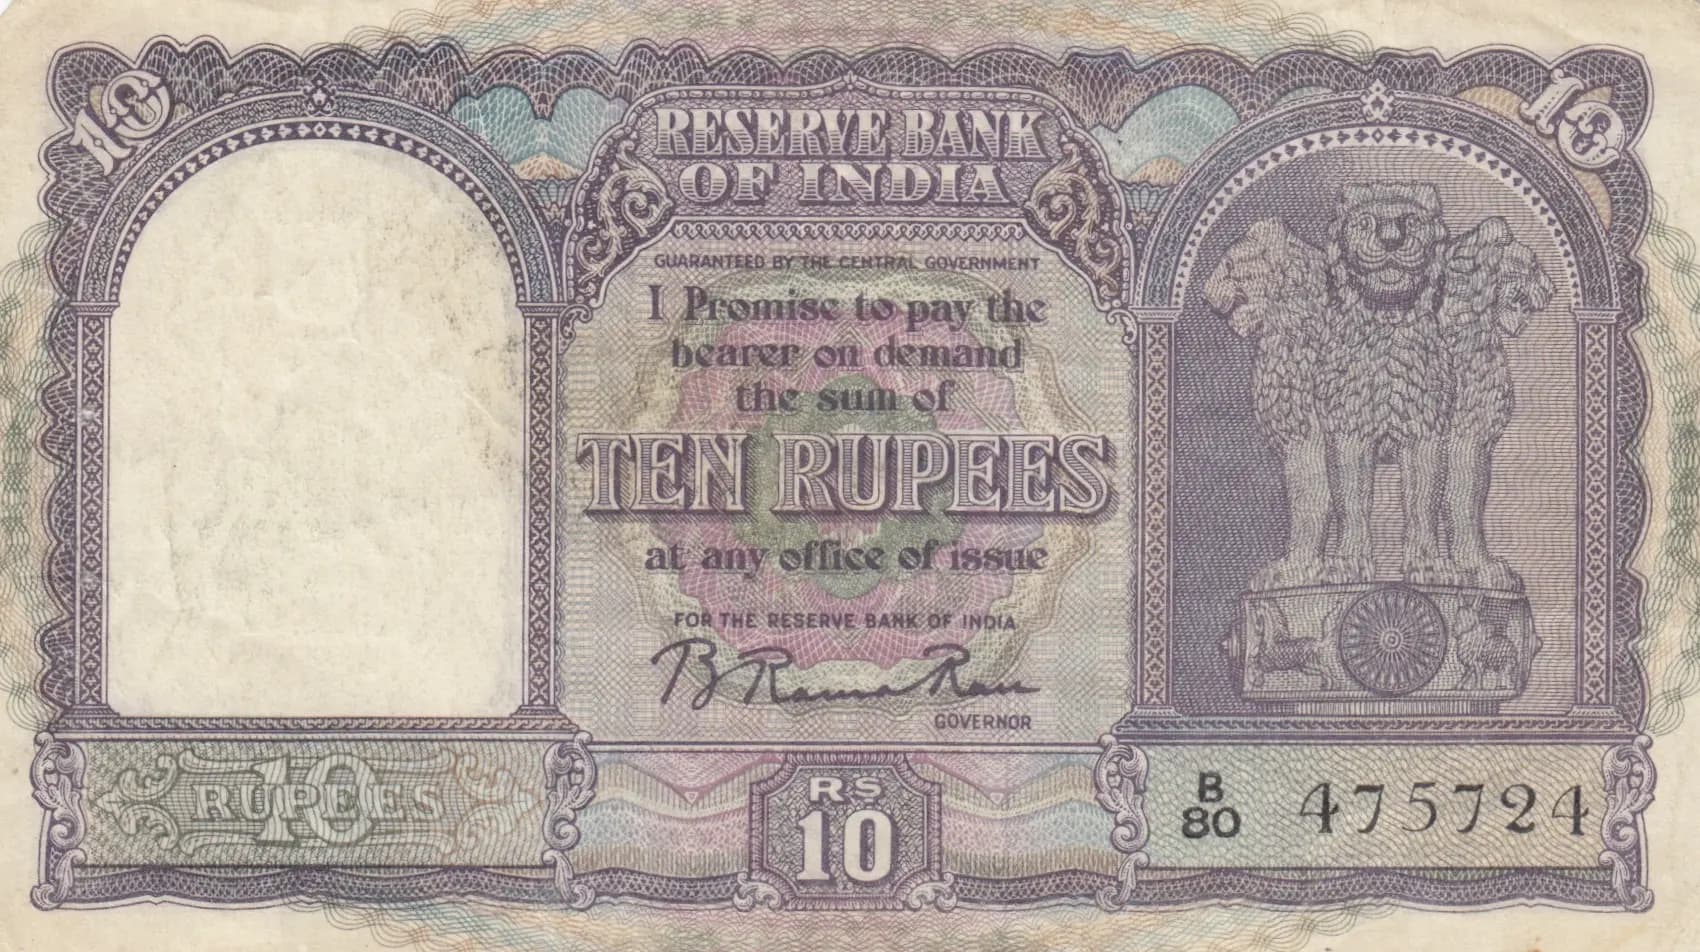 10
10
RESERVE BANK
OF INDIA
GUARANTEED BY THE CENTRAL GOVERNMENT
I Promise to pay the
bearer on demand
the sum of
TEN RUPEES
at any office of issue
FOR THE RESERVE BANK OF INDIA
B Rama Rau
GOVERNOR
RUPEES 10
RS
10
B
80 475724